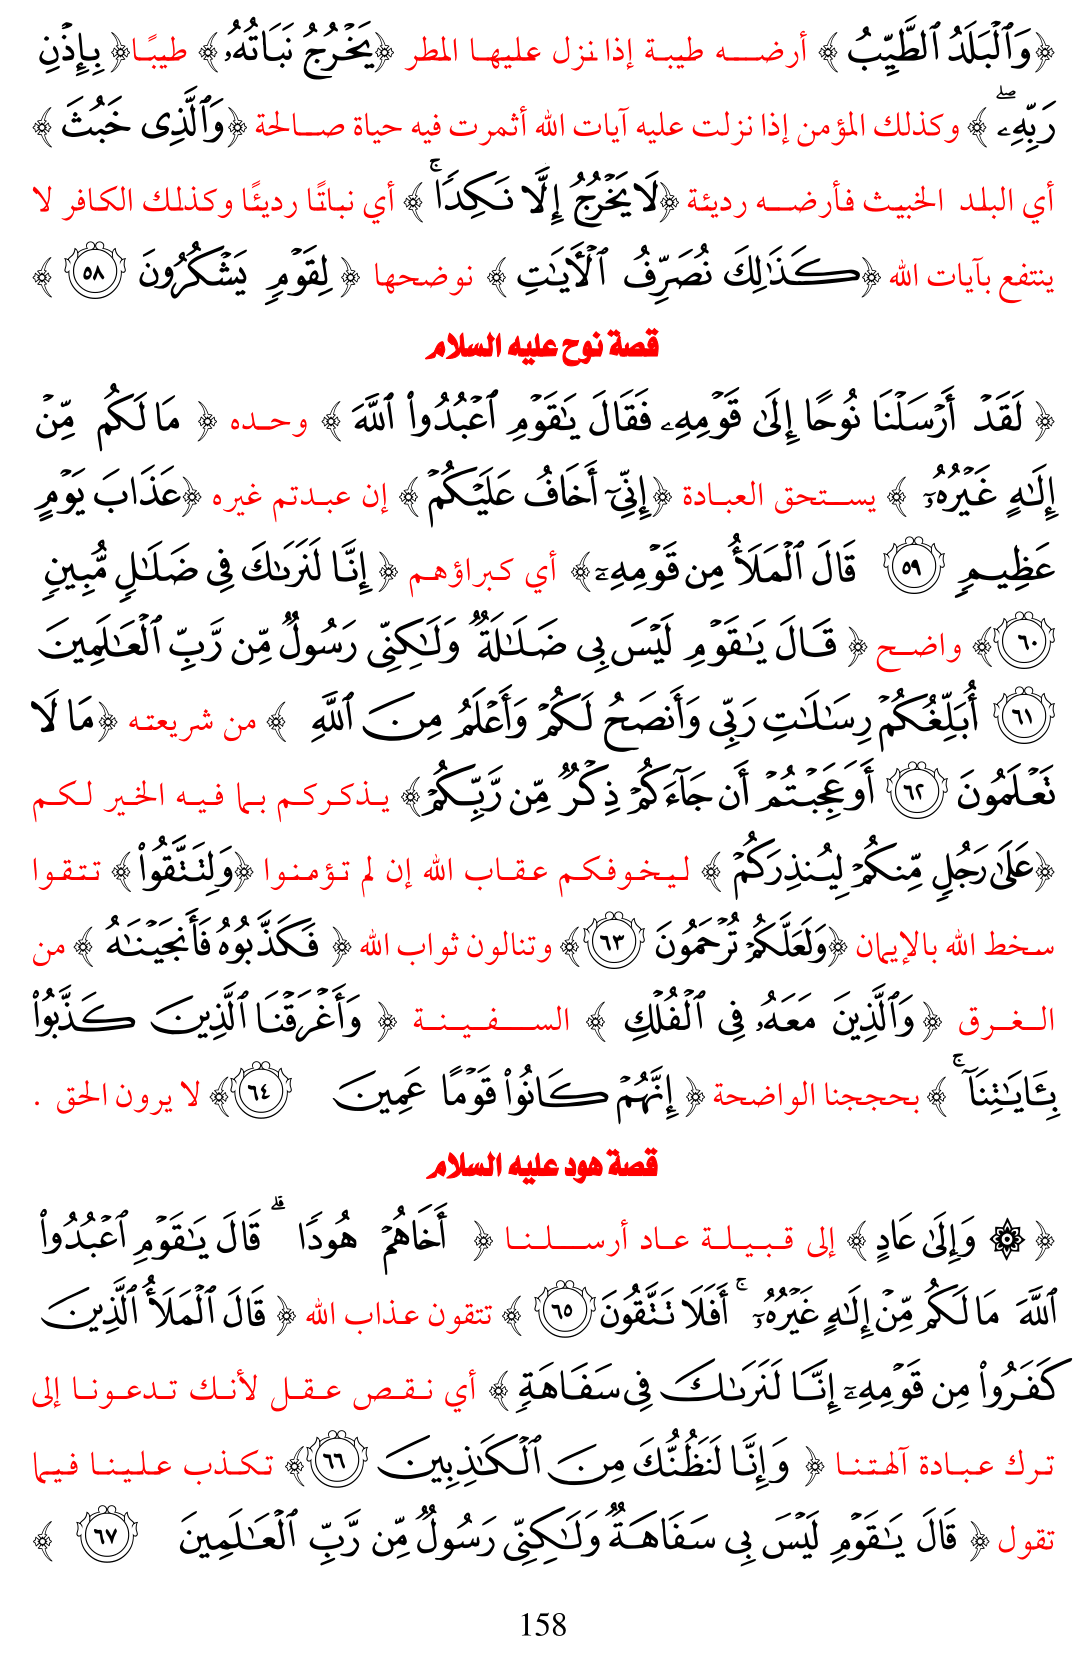 ﴿وَٱلْبَلَدُ ٱلطَّيِّبُ ﴾ أرضه طيبة إذا نزل عليها المطر ﴿يَخْرُجُ نَبَاتُهُۥ﴾ طيبًا﴿ بِإِذْنِ
رَبِّهِۦۖ ﴾ وكذلك المؤمن إذا نزلت عليه آيات الله أثمرت فيه حياة صالحة ﴿وَٱلَّذِى خَبُثَ ﴾
أي البلد الخبيث فأرضه رديئة ﴿لَا يَخْرُجُ إِلَّا نَكِدًاۚ ﴾ أي نباتًا رديئًا وكذلك الكافر لا
ينتفع بآيات الله ﴿كَذَٰلِكَ نُصَرِّفُ ٱلْأَيَـٰتِ ﴾ نوضحها ﴿ لِقَوْمٍ يَشْكُرُونَ ٥٨ ﴾
قصة نوح عليه السلام
﴿ لَقَدْ أَرْسَلْنَا نُوحًا إِلَىٰ قَوْمِهِۦ فَقَالَ يَـٰقَوْمِ ٱعْبُدُوا۟ ٱللَّهَ ﴾ وحده ﴿ مَا لَكُم مِّنْ
إِلَـٰهٍ غَيْرُهُۥٓ ﴾ يستحق العبادة ﴿إِنِّىٓ أَخَافُ عَلَيْكُمْ ﴾ إن عبدتم غيره ﴿عَذَابَ يَوْمٍ
عَظِيمٍ ٥٩ قَالَ ٱلْمَلَأُ مِن قَوْمِهِۦٓ ﴾ أي كبراؤهم ﴿ إِنَّا لَنَرَىٰكَ فِى ضَلَـٰلٍ مُّبِينٍ
٦٠ ﴾ واضح ﴿ قَالَ يَـٰقَوْمِ لَيْسَ بِى ضَلَـٰلَةٌ وَلَـٰكِنِّى رَسُولٌ مِّن رَّبِّ ٱلْعَـٰلَمِينَ
٦١ أُبَلِّغُكُمْ رِسَـٰلَـٰتِ رَبِّى وَأَنصَحُ لَكُمْ وَأَعْلَمُ مِنَ ٱللَّهِ ﴾ من شريعته ﴿مَا لَا
تَعْلَمُونَ ٦٢ أَوَعَجِبْتُمْ أَن جَآءَكُمْ ذِكْرٌ مِّن رَّبِّكُمْ﴾ يذكركم بما فيه الخير لكم
﴿عَلَىٰ رَجُلٍ مِّنكُمْ لِيُنذِرَكُمْ ﴾ ليخوفكم عقاب الله إن لم تؤمنوا ﴿وَلِتَتَّقُوا۟ ﴾ تتقوا
سخط الله بالإيمان ﴿وَلَعَلَّكُمْ تُرْحَمُونَ ٦٣ ﴾ وتنالون ثواب الله ﴿ فَكَذَّبُوهُ فَأَنجَيْنَـٰهُ ﴾ من
الغرق ﴿ وَٱلَّذِينَ مَعَهُۥ فِى ٱلْفُلْكِ ﴾ السفينة ﴿ وَأَغْرَقْنَا ٱلَّذِينَ كَذَّبُوا۟
بِـَٔايَـٰتِنَآۚ ﴾ بحججنا الواضحة ﴿ إِنَّهُمْ كَانُوا۟ قَوْمًا عَمِينَ ٦٤ ﴾ لا يرون الحق .
قصة هود عليه السلام
﴿ ۞ وَإِلَىٰ عَادٍ ﴾ إلى قبيلة عاد أرسلنا ﴿ أَخَاهُمْ هُودًاۗ قَالَ يَـٰقَوْمِ ٱعْبُدُوا۟
ٱللَّهَ مَا لَكُم مِّنْ إِلَـٰهٍ غَيْرُهُۥٓۚ أَفَلَا تَتَّقُونَ ٦٥ ﴾ تتقون عذاب الله ﴿ قَالَ ٱلْمَلَأُ ٱلَّذِينَ
كَفَرُوا۟ مِن قَوْمِهِۦٓ إِنَّا لَنَرَىٰكَ فِى سَفَاهَةٍ ﴾ أي نقص عقل لأنك تدعونا إلى
ترك عبادة آلهتنا ﴿ وَإِنَّا لَنَظُنُّكَ مِنَ ٱلْكَـٰذِبِينَ ٦٦ ﴾ تكذب علينا فيما
تقول ﴿ قَالَ يَـٰقَوْمِ لَيْسَ بِى سَفَاهَةٌ وَلَـٰكِنِّى رَسُولٌ مِّن رَّبِّ ٱلْعَـٰلَمِينَ ٦٧ ﴾
158